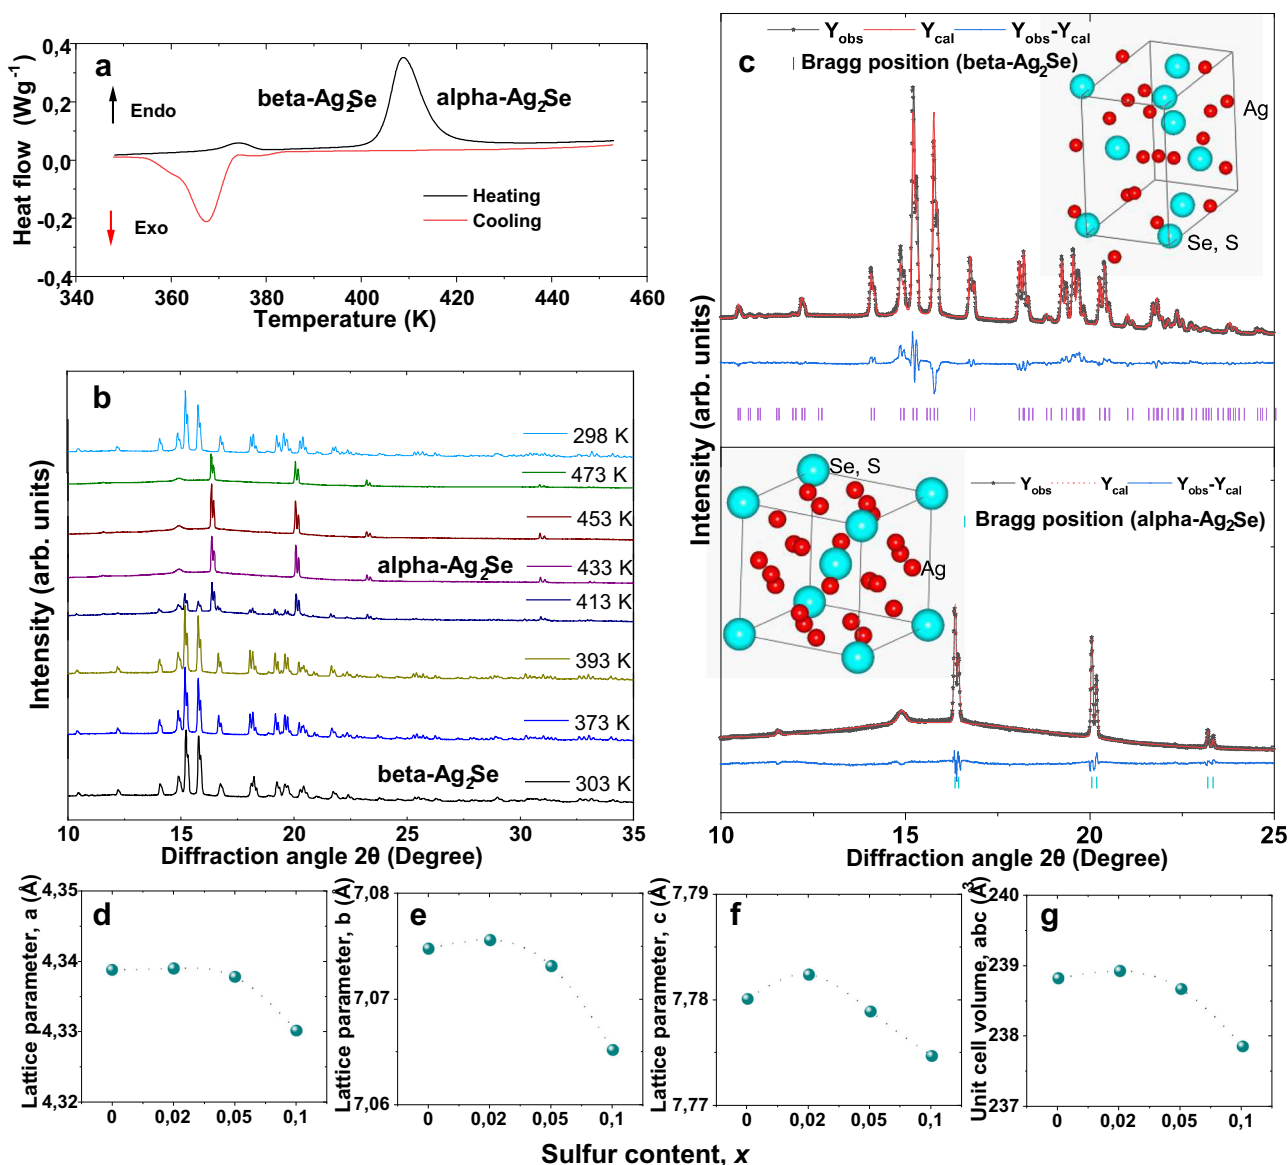 a
0,4
0,2
0,0
-0,2
-0,4
Heat flow (Wg-1)
Endo
Exo
beta-Ag2Se
alpha-Ag2Se
Heating
Cooling
340 360 380 400 420 440 460
Temperature (K)
b
298 K
473 K
453 K
alpha-Ag2Se
433 K
413 K
393 K
373 K
beta-Ag2Se
303 K
Intensity (arb. units)
10 15 20 25 30 35
Diffraction angle 2θ (Degree)
c
Yobs Ycal Yobs-Ycal
Bragg position (beta-Ag2Se)
Ag
Se, S
Intensity (arb. units)
Intensity (arb. units)
Se, S
Ag
Yobs Ycal Yobs-Ycal
Bragg position (alpha-Ag2Se)
10 15 20 25
Diffraction angle 2θ (Degree)
d
Lattice parameter, a (Å)
4,35
4,34
4,33
4,32
0 0,02 0,05 0,1
e
Lattice parameter, b (Å)
7,08
7,07
7,06
0 0,02 0,05 0,1
f
Lattice parameter, c (Å)
7,79
7,78
7,77
0 0,02 0,05 0,1
g
Unit cell volume, abc (Å3)
240
239
238
237
0 0,02 0,05 0,1
Sulfur content, x